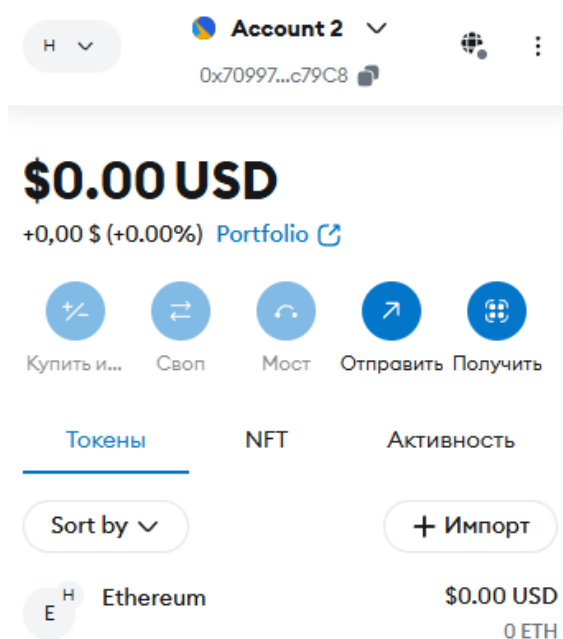 H
Account 2
0x70997...c79C8
$0.00 USD
+0,00 $ (+0.00%) Portfolio
Купить и... Своп Мост Отправить Получить
Токены NFT Активность
Sort by + Импорт
E H Ethereum $0.00 USD
0 ETH